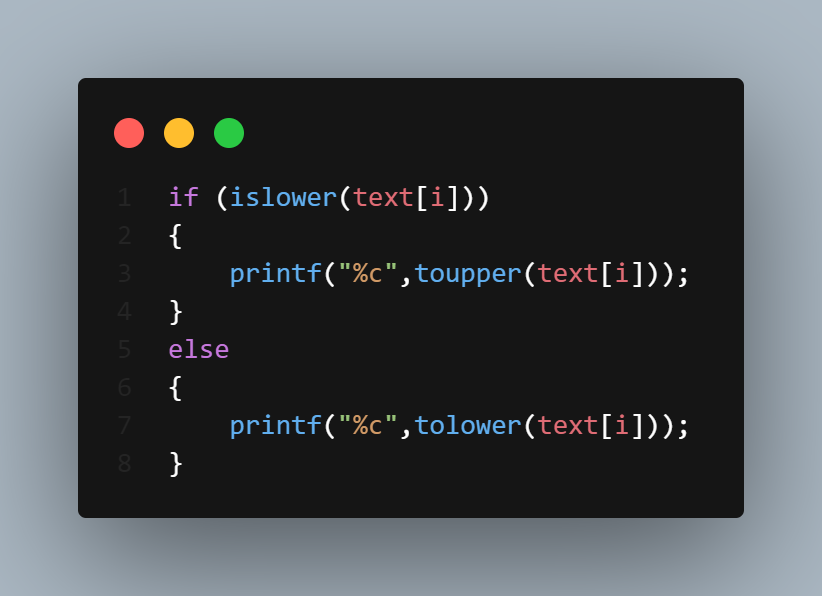 1 if (islower(text[i]))
2 {
3     printf("%c",toupper(text[i]));
4 }
5 else
6 {
7     printf("%c",tolower(text[i]));
8 }